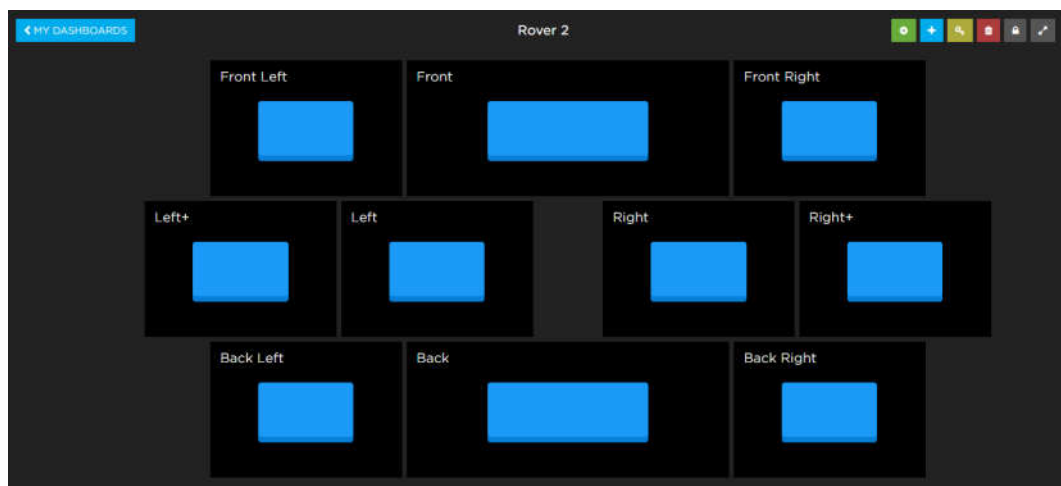 MY DASHBOARDS
Rover 2
Front Left
Front
Front Right
Left+
Left
Right
Right+
Back Left
Back
Back Right